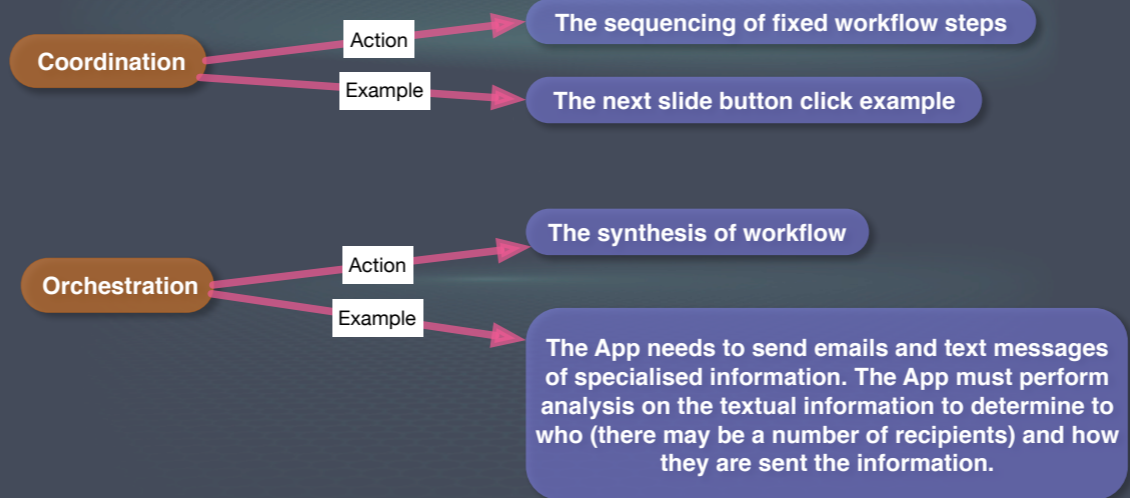 Coordination
Action
The sequencing of fixed workflow steps
Example
The next slide button click example
Orchestration
Action
The synthesis of workflow
Example
The App needs to send emails and text messages
of specialised information. The App must perform
analysis on the textual information to determine to
who (there may be a number of recipients) and how
they are sent the information.